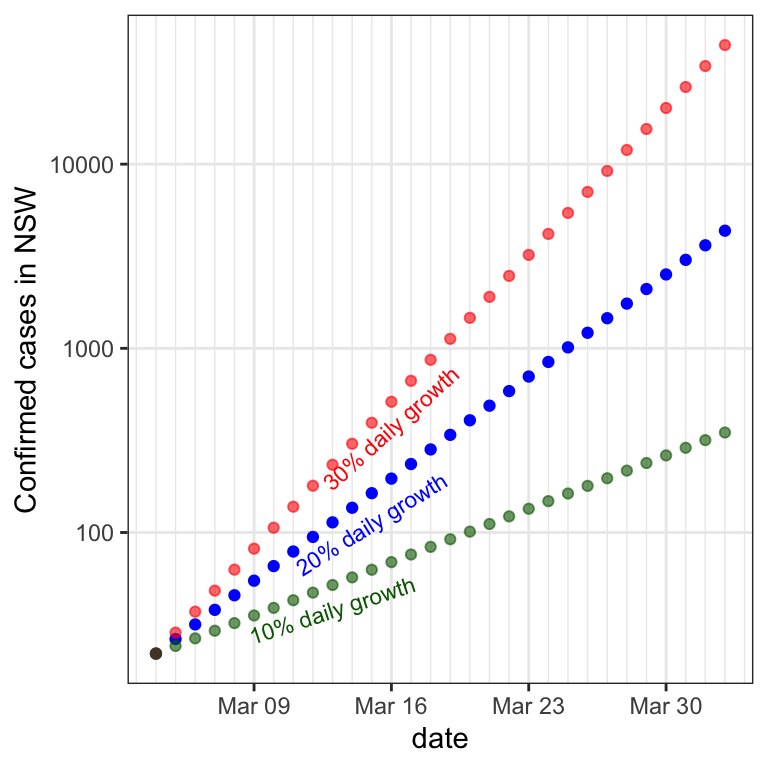 10000
1000
100
Confirmed cases in NSW
30% daily growth
20% daily growth
10% daily growth
Mar 09
Mar 16
Mar 23
Mar 30
date